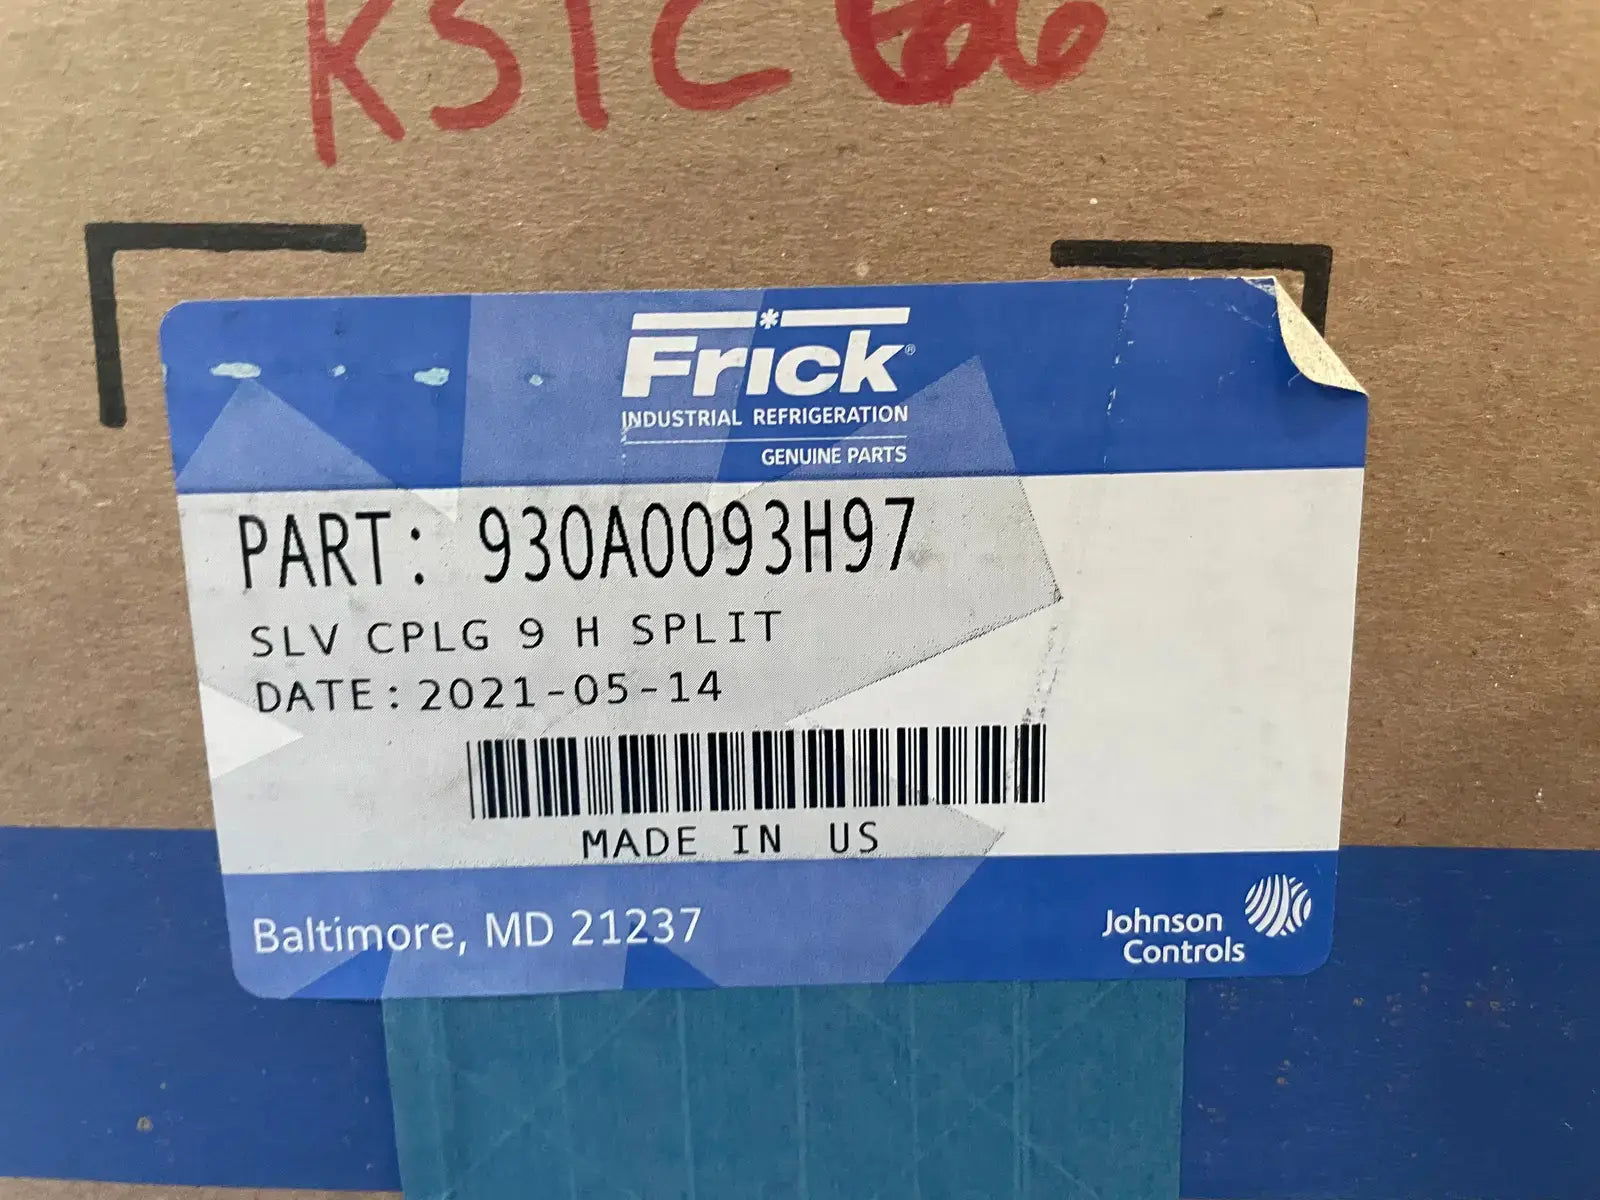 KSTC
Frick®
INDUSTRIAL REFRIGERATION
GENUINE PARTS
PART: 930A0093H97
SLV CPLG 9 H SPLIT
DATE:2021-05-14
MADE IN US
Baltimore, MD 21237
Johnson
Controls